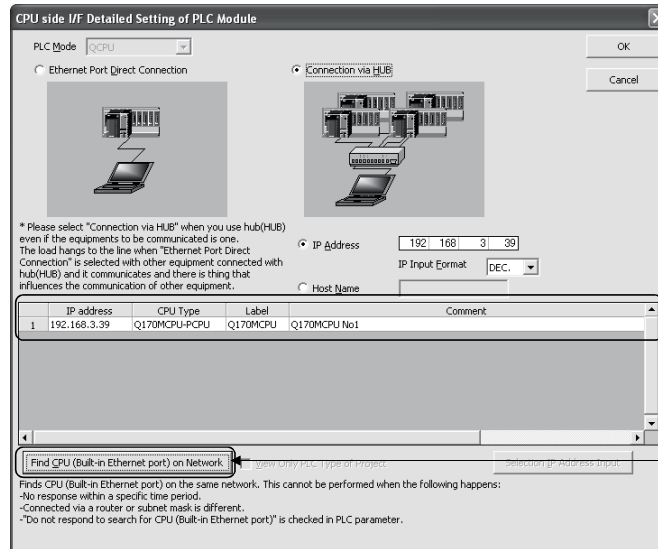 CPU side I/F Detailed Setting of PLC Module
PLC Mode QCPU
OK
Ethernet Port Direct Connection
Connection via HUB
Cancel
* Please select "Connection via HUB" when you use hub(HUB)
even if the equipments to be communicated is one.
The load hangs to the line when "Ethernet Port Direct
Connection" is selected with other equipment connected with
hub(HUB) and it communicates and there is thing that
influences the communication of other equipment.
IP Address 192 168 3 39
IP Input Format DEC.
Host Name
IP address CPU Type Label Comment
1 192.168.3.39 Q170MCPU-PCPU Q170MCPU Q170MCPU No1
Find CPU (Built-in Ethernet port) on Network
View Only PLC Type of Project
Selection IP Address Input
Finds CPU (Built-in Ethernet port) on the same network. This cannot be performed when the following happens:
-No response within a specific time period.
-Connected via a router or subnet mask is different.
-"Do not respond to search for CPU (Built-in Ethernet port)" is checked in PLC parameter.